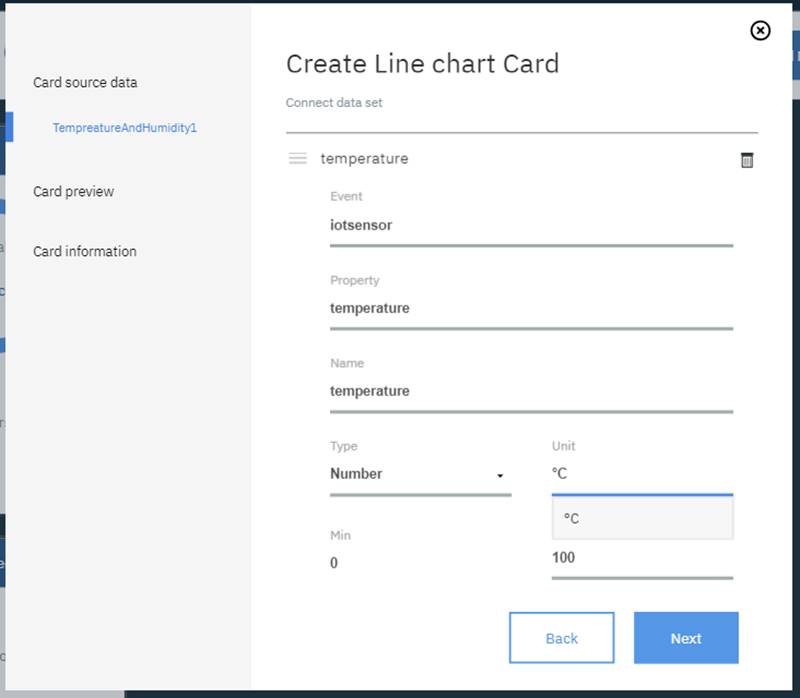 Create Line chart Card
Card source data
Connect data set
TempreatureAndHumidity1
temperature
Card preview
Event
iotsensor
Card information
Property
temperature
Name
temperature
Type
Unit
Number
°C
°C
Min
0
100
Back
Next